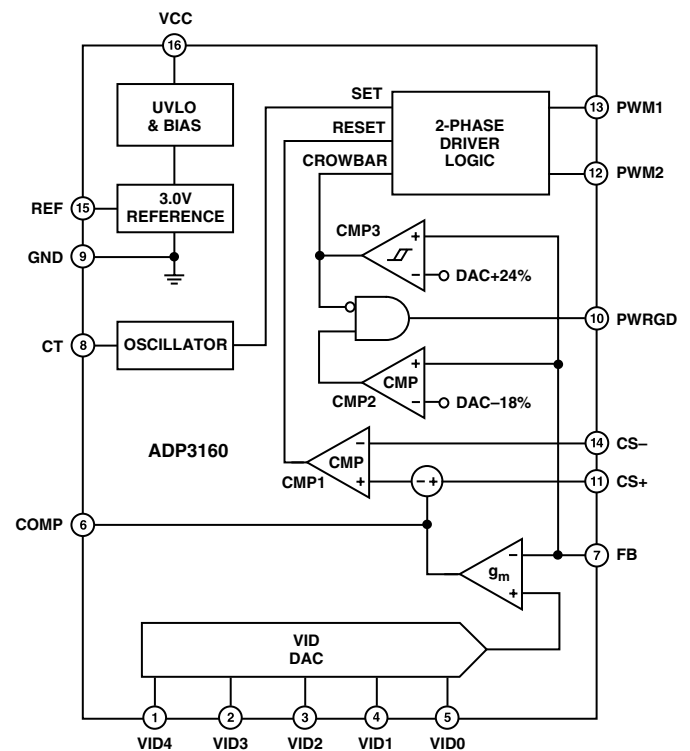 VCC
16
UVLO
& BIAS
SET
RESET
CROWBAR
2-PHASE
DRIVER
LOGIC
13 PWM1
12 PWM2
REF 15
3.0V
REFERENCE
GND 9
CMP3
+
– DAC+24%
CT 8
OSCILLATOR
10 PWRGD
+
CMP
– DAC–18%
CMP2
ADP3160
–
CMP
+
CMP1
– +
14 CS–
11 CS+
COMP 6
–
gm
+
7 FB
VID
DAC
1 2 3 4 5
VID4 VID3 VID2 VID1 VID0